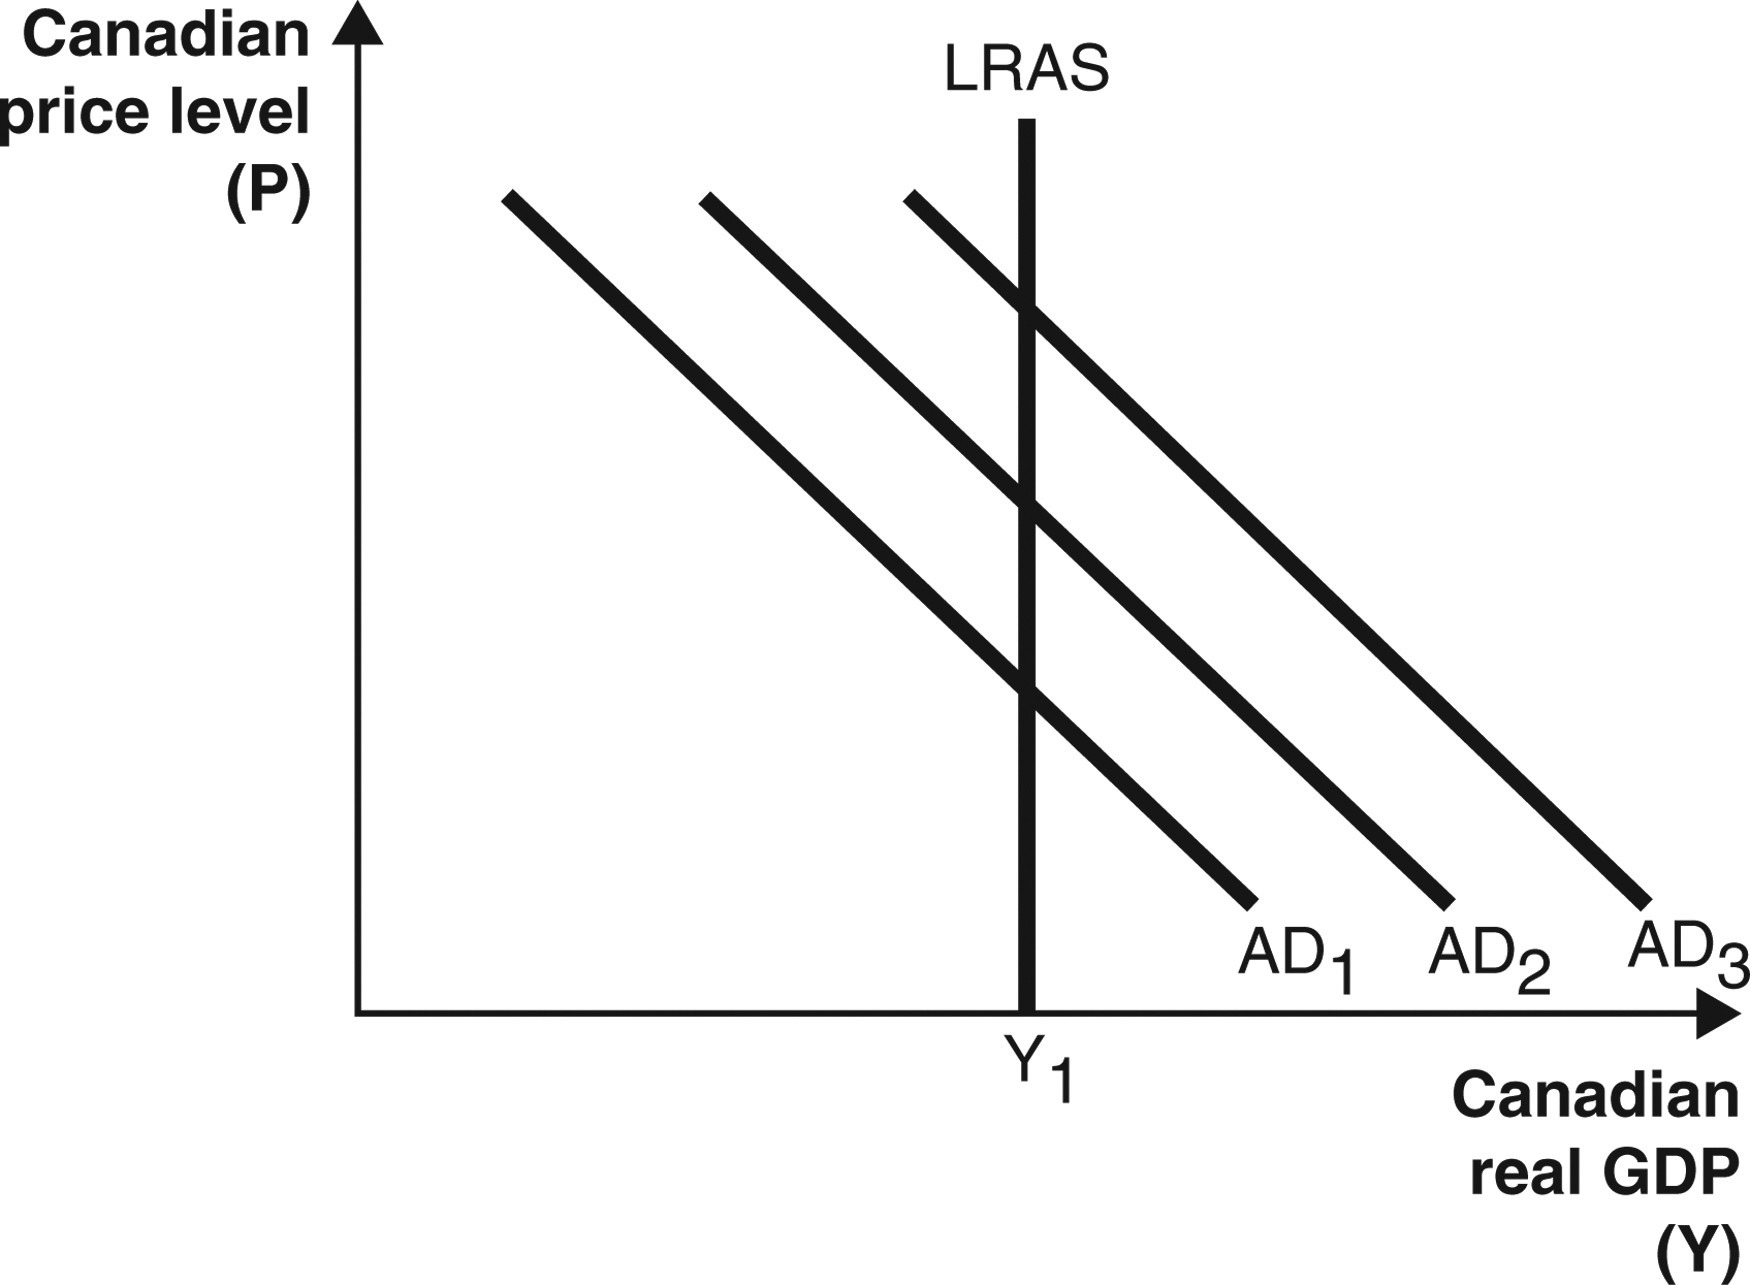 Canadian
price level
(P)
LRAS
AD1
AD2
AD3
Y1
Canadian
real GDP
(Y)